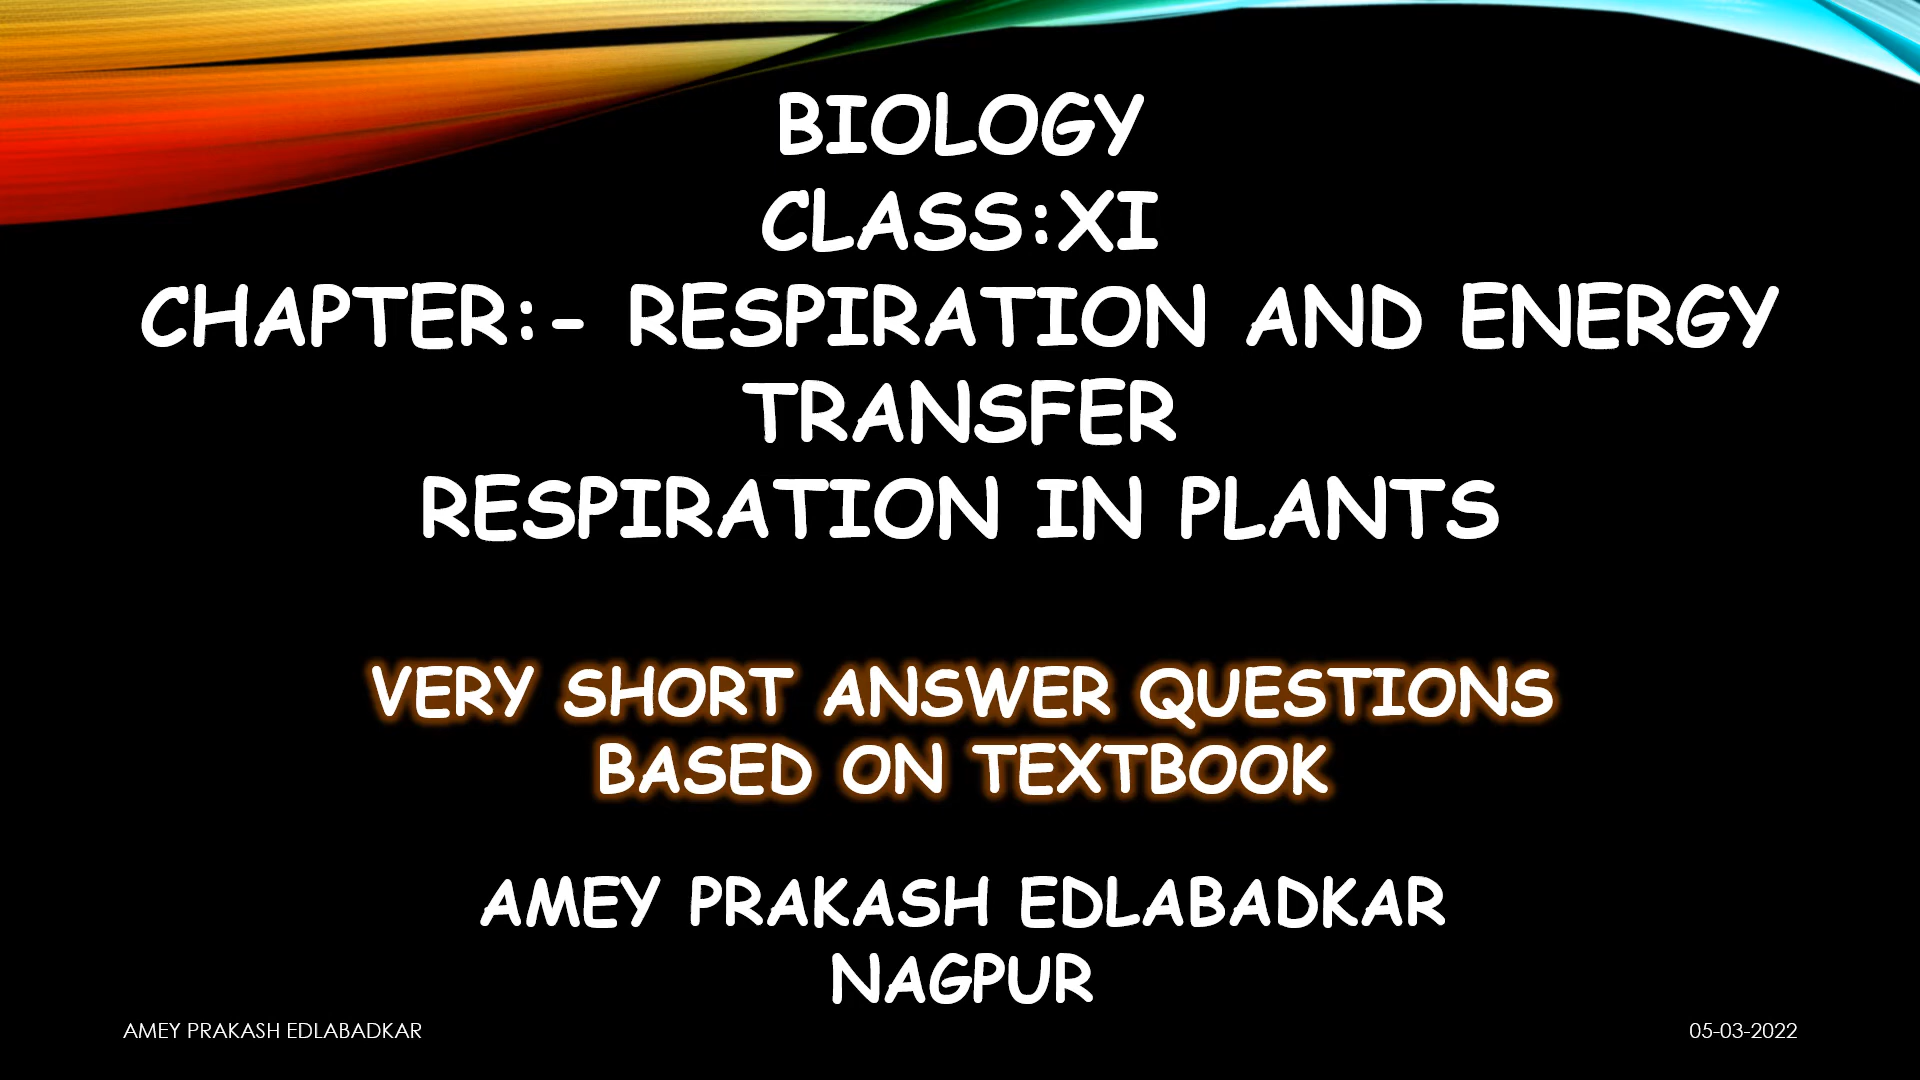 BIOLOGY
CLASS:XI
CHAPTER:- RESPIRATION AND ENERGY
TRANSFER
RESPIRATION IN PLANTS
VERY SHORT ANSWER QUESTIONS
BASED ON TEXTBOOK
AMEY PRAKASH EDLABADKAR
NAGPUR
AMEY PRAKASH EDLABADKAR
05-03-2022